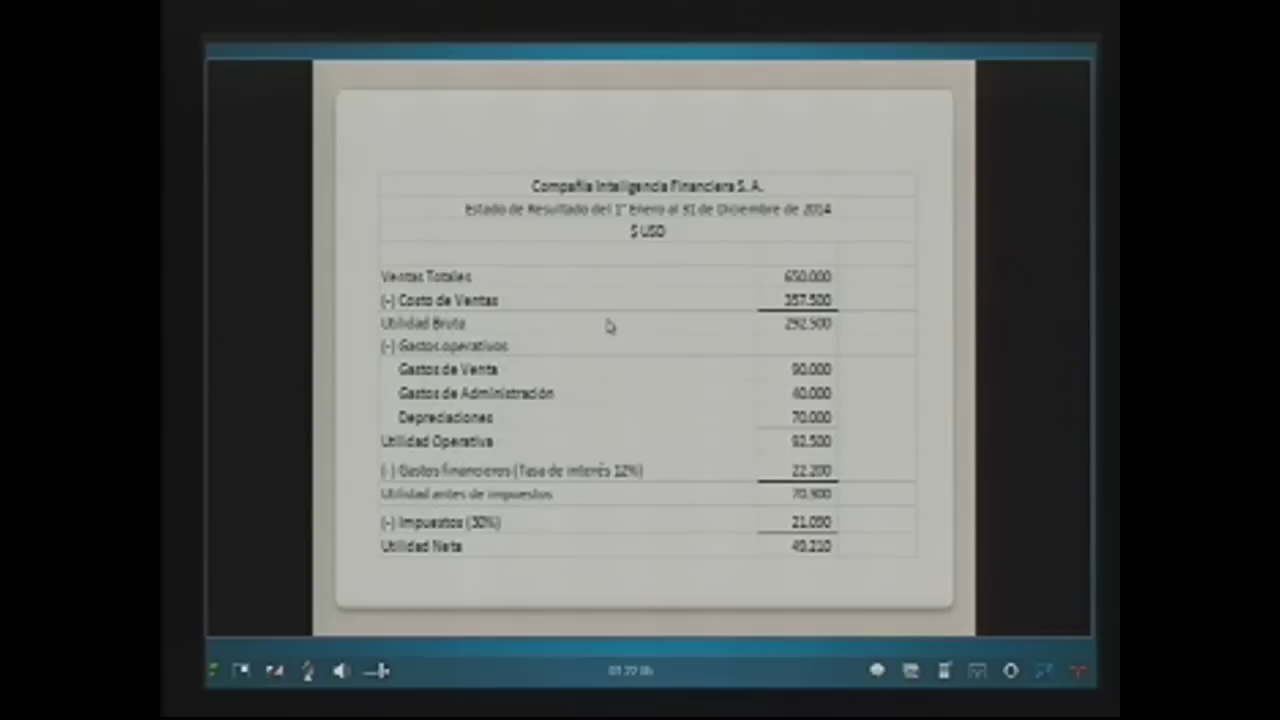 Compañía Inteligencia Financiera S. A.
Estado de Resultado del 1° Enero al 31 de Diciembre de 2014
$ USD
Ventas Totales 650.000
(-) Costo de Ventas 357.500
Utilidad Bruta 292.500
(-) Gastos operativos
Gastos de Venta 90.000
Gastos de Administración 40.000
Depreciaciones 70.000
Utilidad Operativa 92.500
(-) Gastos financieros (Tasa de interés 12%) 22.200
Utilidad antes de impuestos 70.300
(-) Impuestos (30%) 21.090
Utilidad Neta 49.210